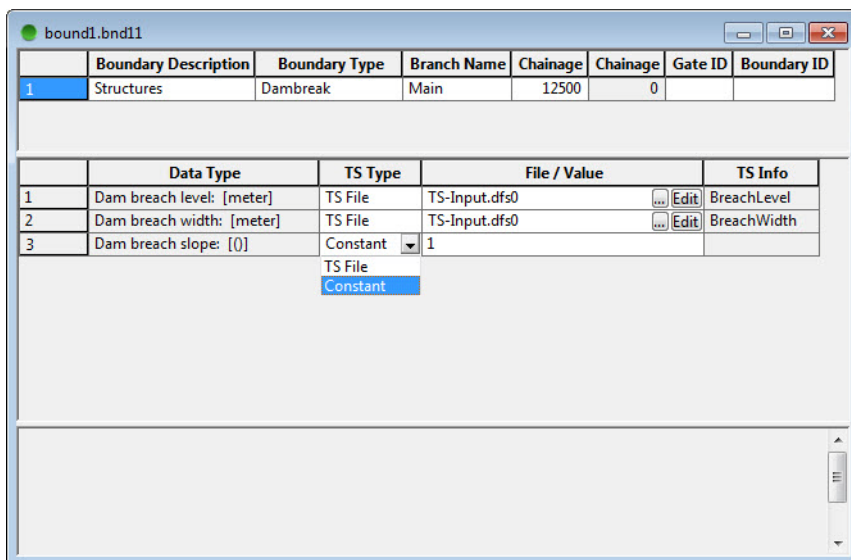 bound1.bnd11
Boundary Description Boundary Type Branch Name Chainage Chainage Gate ID Boundary ID
1 Structures Dambreak Main 12500 0
Data Type TS Type File / Value TS Info
1 Dam breach level: [meter] TS File TS-Input.dfs0 ... Edit BreachLevel
2 Dam breach width: [meter] TS File TS-Input.dfs0 ... Edit BreachWidth
3 Dam breach slope: [()] Constant 1
TS File
Constant